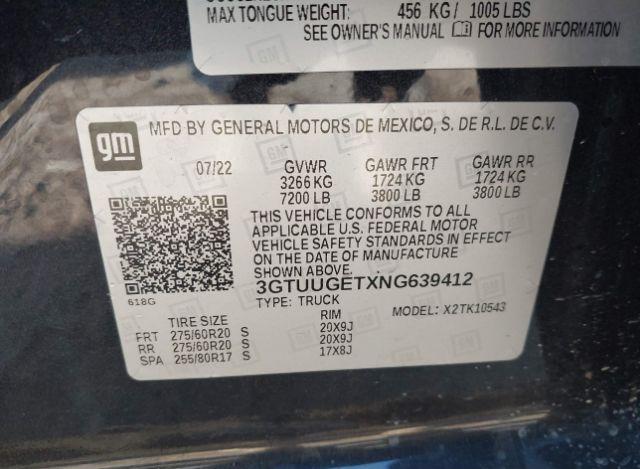 MAX TONGUE WEIGHT: 456 KG / 1005 LBS
SEE OWNER'S MANUAL FOR MORE INFORMATION
gm
MFD BY GENERAL MOTORS DE MEXICO, S. DE R.L. DE C.V.
07/22 GVWR GAWR FRT GAWR RR
3266 KG 1724 KG 1724 KG
7200 LB 3800 LB 3800 LB
THIS VEHICLE CONFORMS TO ALL
APPLICABLE U.S. FEDERAL MOTOR
VEHICLE SAFETY STANDARDS IN EFFECT
ON THE DATE OF MANUFACTURE
SHOWN ABOVE.
618G
3GTUUGETXNG639412
TYPE: TRUCK MODEL: X2TK10543
TIRE SIZE RIM
FRT 275/60R20 S 20X9J
RR 275/60R20 S 20X9J
SPA 255/80R17 S 17X8J